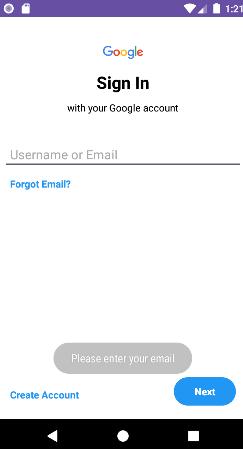 1:21
Google
Sign In
with your Google account
Username or Email
Forgot Email?
Please enter your email
Create Account
Next